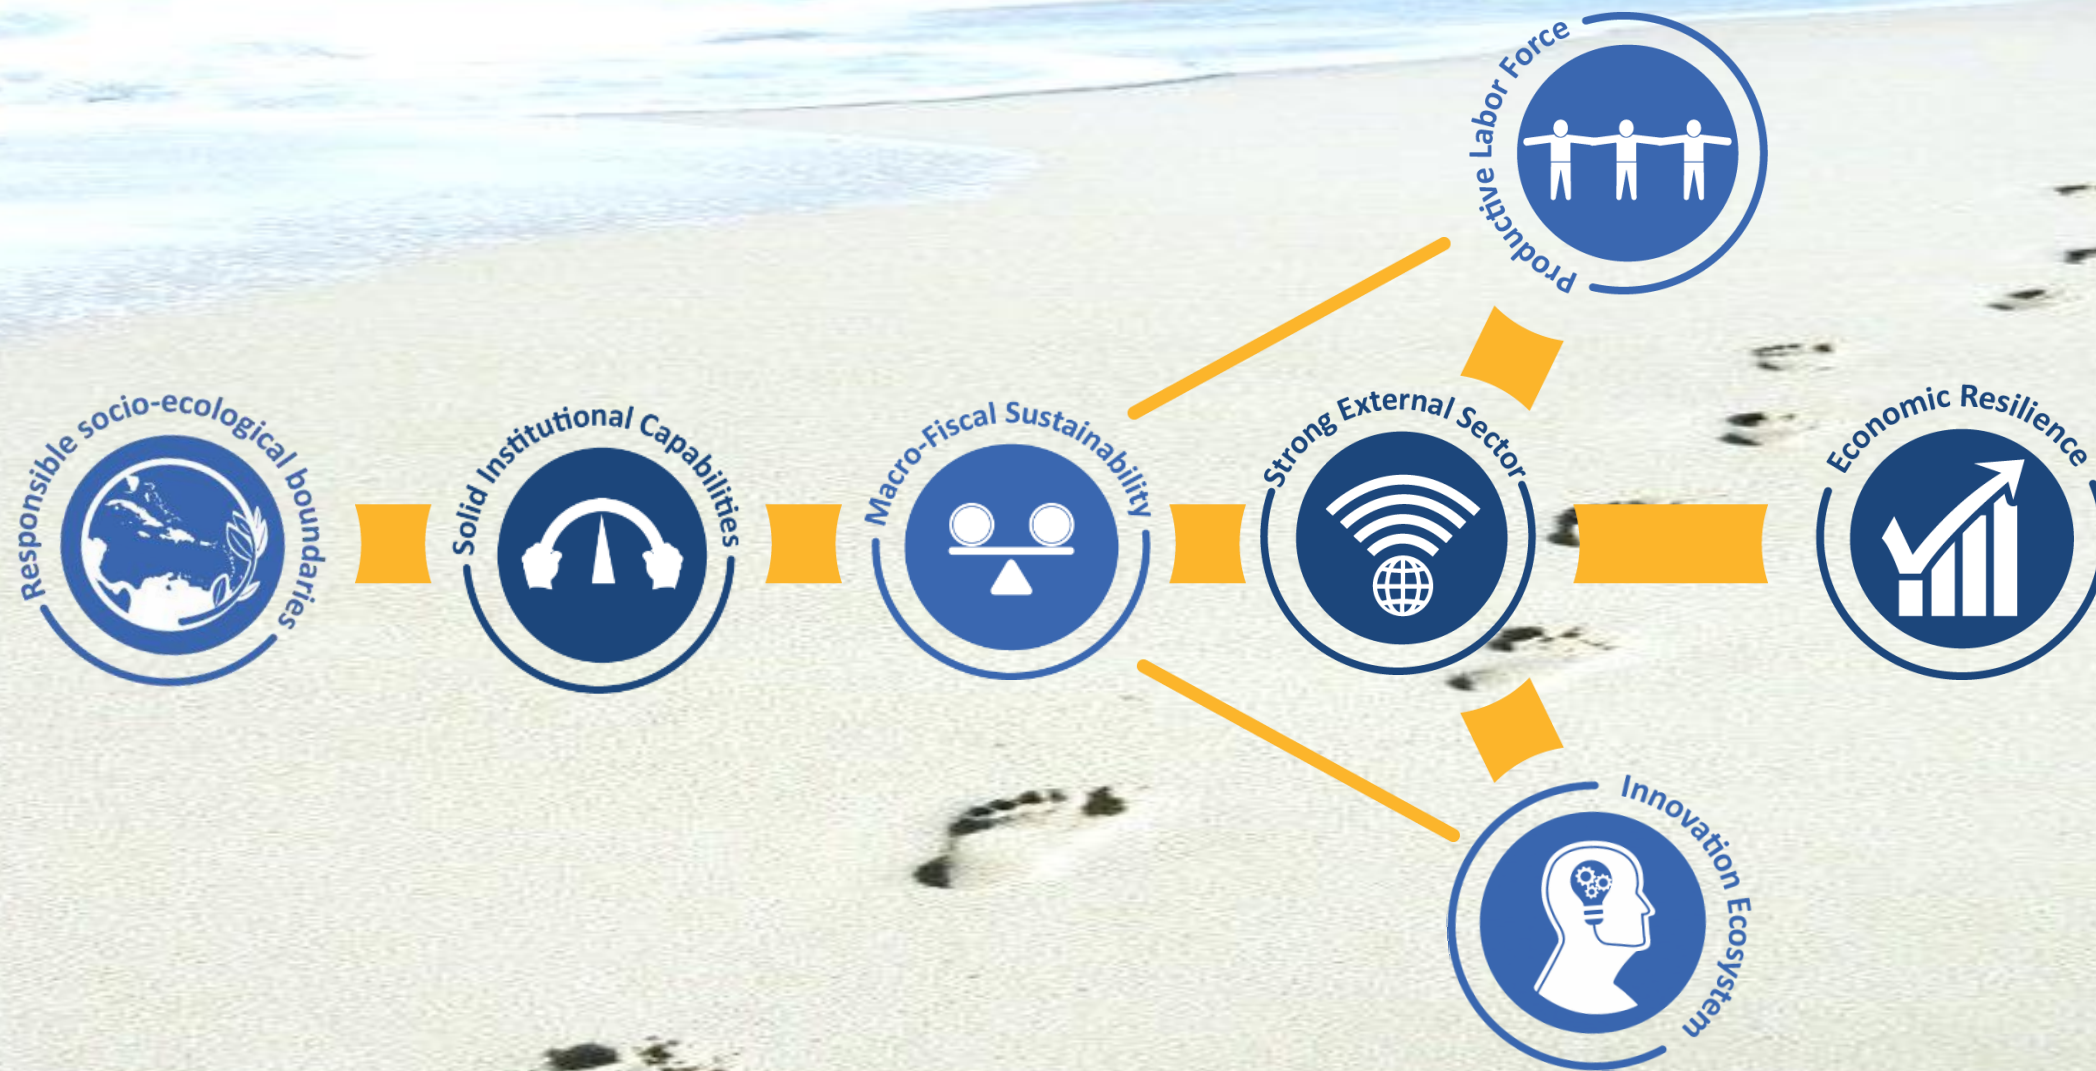 Productive Labor Force
Responsible socio-ecological boundaries
Solid Institutional Capabilities
Macro-Fiscal Sustainability
Strong External Sector
Economic Resilience
Innovation Ecosystem